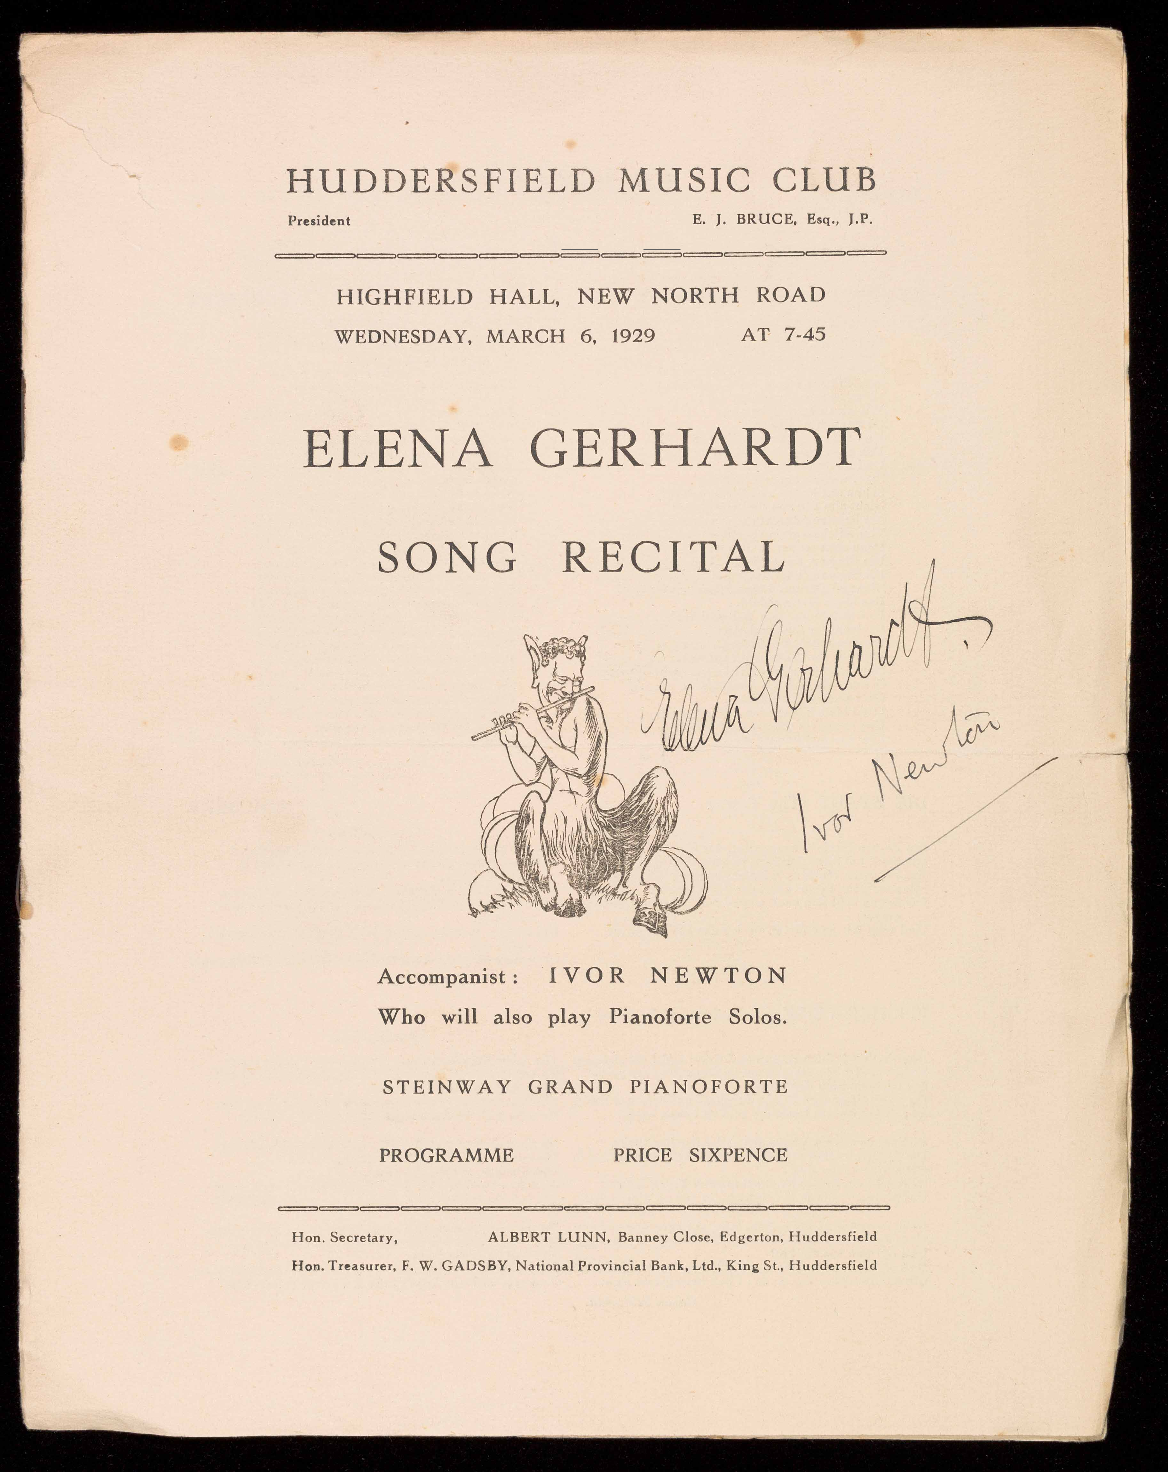 HUDDERSFIELD MUSIC CLUB
President E. J. BRUCE, Esq., J.P.
HIGHFIELD HALL, NEW NORTH ROAD
WEDNESDAY, MARCH 6, 1929 AT 7-45
ELENA GERHARDT
SONG RECITAL
Elena Gerhardt.
Ivor Newton
Accompanist: IVOR NEWTON
Who will also play Pianoforte Solos.
STEINWAY GRAND PIANOFORTE
PROGRAMME PRICE SIXPENCE
Hon. Secretary, ALBERT LUNN, Banney Close, Edgerton, Huddersfield
Hon. Treasurer, F. W. GADSBY, National Provincial Bank, Ltd., King St., Huddersfield